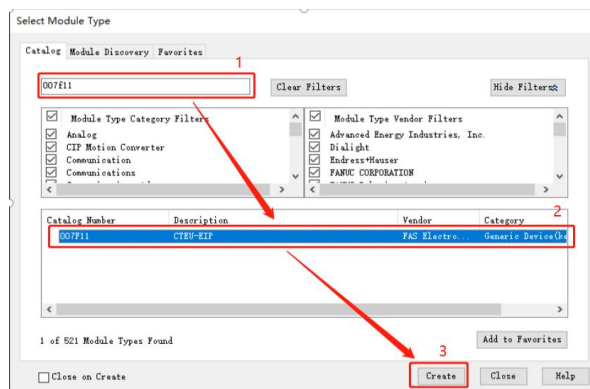 Select Module Type
Catalog Module Discovery Favorites
1
007f11
Clear Filters
Hide Filters
Module Type Category Filters
Module Type Vendor Filters
Analog
Advanced Energy Industries, Inc.
CIP Motion Converter
Dialight
Communication
Endress+Hauser
Communications
FANUC CORPORATION
2
Catalog Number Description Vendor Category
007F11 CTEU-EIP FAS Electro... Generic Device(ke
1 of 521 Module Types Found
Add to Favorites
3
Close on Create
Create
Close
Help